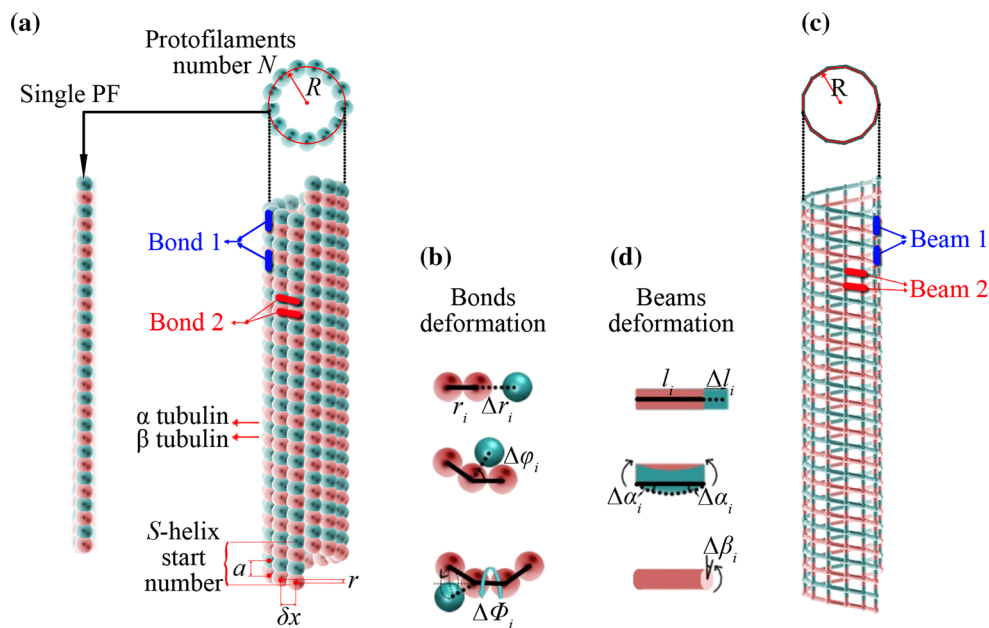 (a)
Protofilaments
number N
R
Single PF
Bond 1
Bond 2
α tubulin
β tubulin
S-helix
start
number
a
r
δx
(b)
Bonds
deformation
r_i
Δr_i
Δφ_i
ΔΦ_i
(d)
Beams
deformation
l_i
Δl_i
Δα_i
Δα_i
Δβ_i
(c)
R
Beam 1
Beam 2